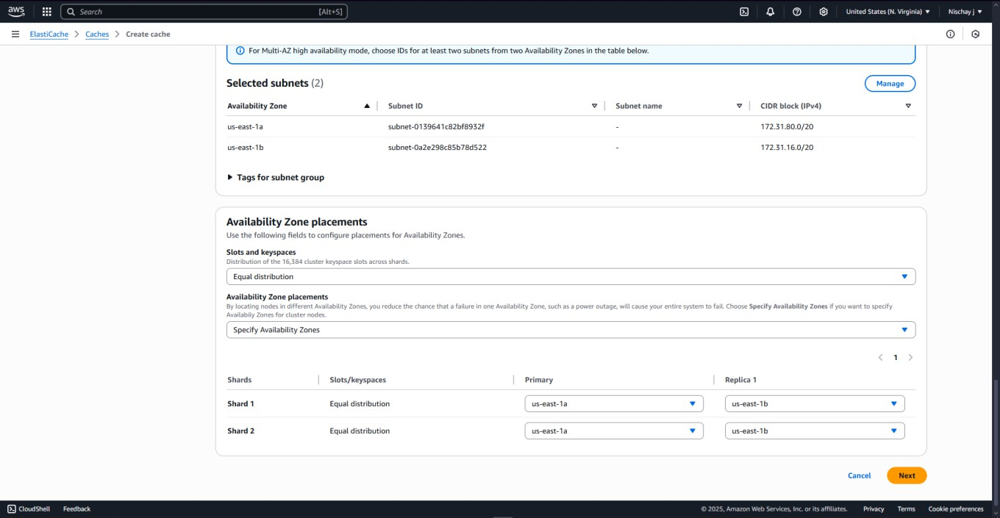 aws
Search [Alt+S]
United States (N. Virginia) Nischay j
ElastiCache Caches Create cache
For Multi-AZ high availability mode, choose IDs for at least two subnets from two Availability Zones in the table below.
Selected subnets (2) Manage
Availability Zone Subnet ID Subnet name CIDR block (IPv4)
us-east-1a subnet-0139641c82bf8932f - 172.31.80.0/20
us-east-1b subnet-0a2e298c85b78d522 - 172.31.16.0/20
Tags for subnet group
Availability Zone placements
Use the following fields to configure placements for Availability Zones.
Slots and keyspaces
Distribution of the 16,384 cluster keyspace slots across shards.
Equal distribution
Availability Zone placements
By locating nodes in different Availability Zones, you reduce the chance that a failure in one Availability Zone, such as a power outage, will cause your entire system to fail. Choose Specify Availability Zones if you want to specify
Availabily Zones for cluster nodes.
Specify Availability Zones
1
Shards Slots/keyspaces Primary Replica 1
Shard 1 Equal distribution us-east-1a us-east-1b
Shard 2 Equal distribution us-east-1a us-east-1b
Cancel Next
CloudShell Feedback © 2025, Amazon Web Services, Inc. or its affiliates. Privacy Terms Cookie preferences